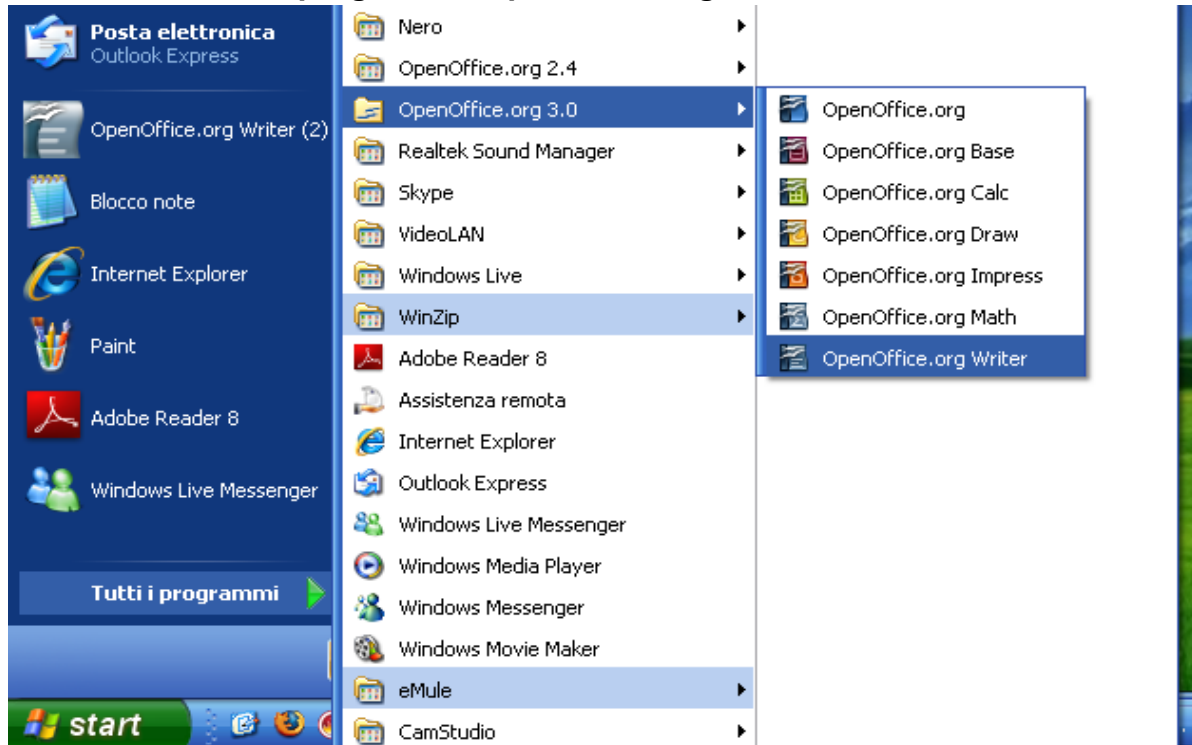 Posta elettronica
Outlook Express
OpenOffice.org Writer (2)
Blocco note
Internet Explorer
Paint
Adobe Reader 8
Windows Live Messenger
Tutti i programmi
start
Nero
OpenOffice.org 2.4
OpenOffice.org 3.0
Realtek Sound Manager
Skype
VideoLAN
Windows Live
WinZip
Adobe Reader 8
Assistenza remota
Internet Explorer
Outlook Express
Windows Live Messenger
Windows Media Player
Windows Messenger
Windows Movie Maker
eMule
CamStudio
OpenOffice.org
OpenOffice.org Base
OpenOffice.org Calc
OpenOffice.org Draw
OpenOffice.org Impress
OpenOffice.org Math
OpenOffice.org Writer